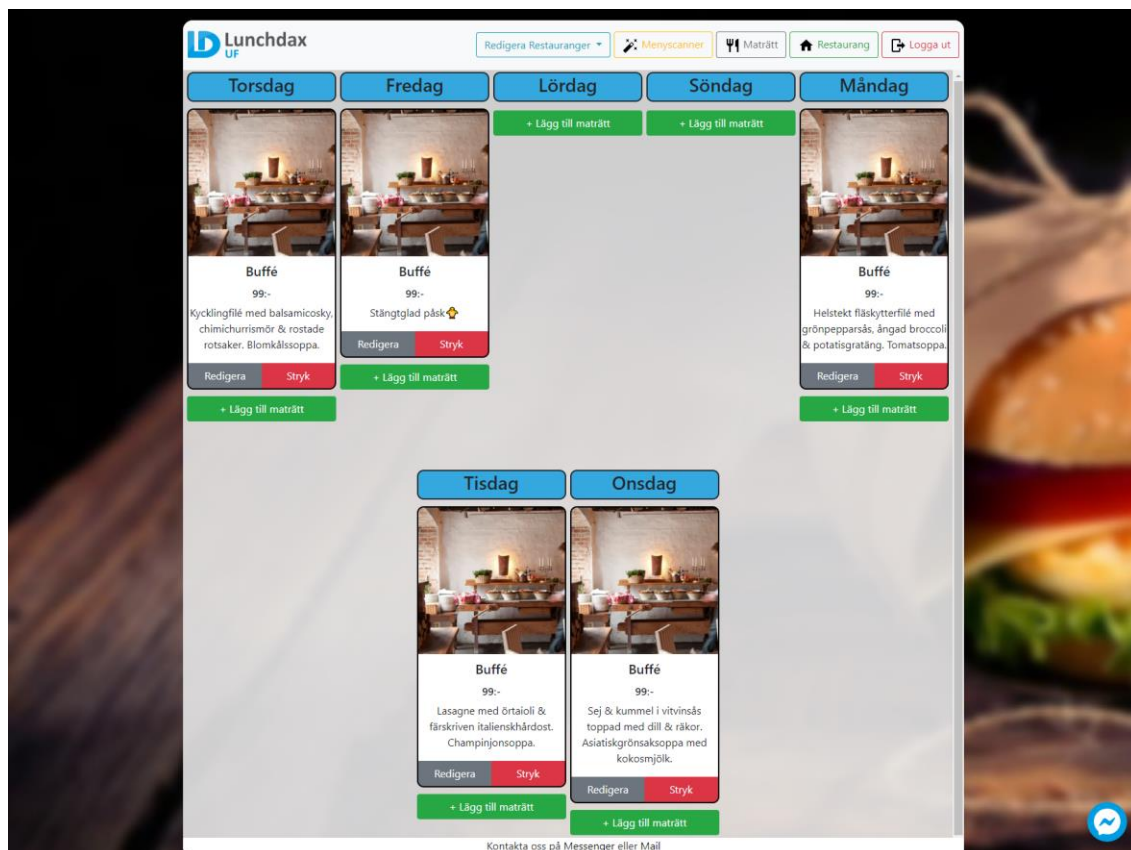 Lunchdax
UF
Redigera Restauranger
Menyscanner
Maträtt
Restaurang
Logga ut
Torsdag
Fredag
Lördag
Söndag
Måndag
Buffé
99:-
Kycklingfilé med balsamicosky,
chimichurrismör & rostade
rotsaker. Blomkålssoppa.
Redigera
Stryk
+ Lägg till maträtt
Buffé
99:-
Stängtglad påsk🐥
Redigera
Stryk
+ Lägg till maträtt
+ Lägg till maträtt
+ Lägg till maträtt
Buffé
99:-
Helstekt fläskytterfilé med
grönpepparsås, ångad broccoli
& potatisgratäng. Tomatsoppa.
Redigera
Stryk
+ Lägg till maträtt
Tisdag
Onsdag
Buffé
99:-
Lasagne med örtaioli &
färskriven italienskhårdost.
Champinjonsoppa.
Redigera
Stryk
+ Lägg till maträtt
Buffé
99:-
Sej & kummel i vitvinsås
toppad med dill & räkor.
Asiatiskgrönsaksoppa med
kokosmjölk.
Redigera
Stryk
+ Lägg till maträtt
Kontakta oss på Messenger eller Mail